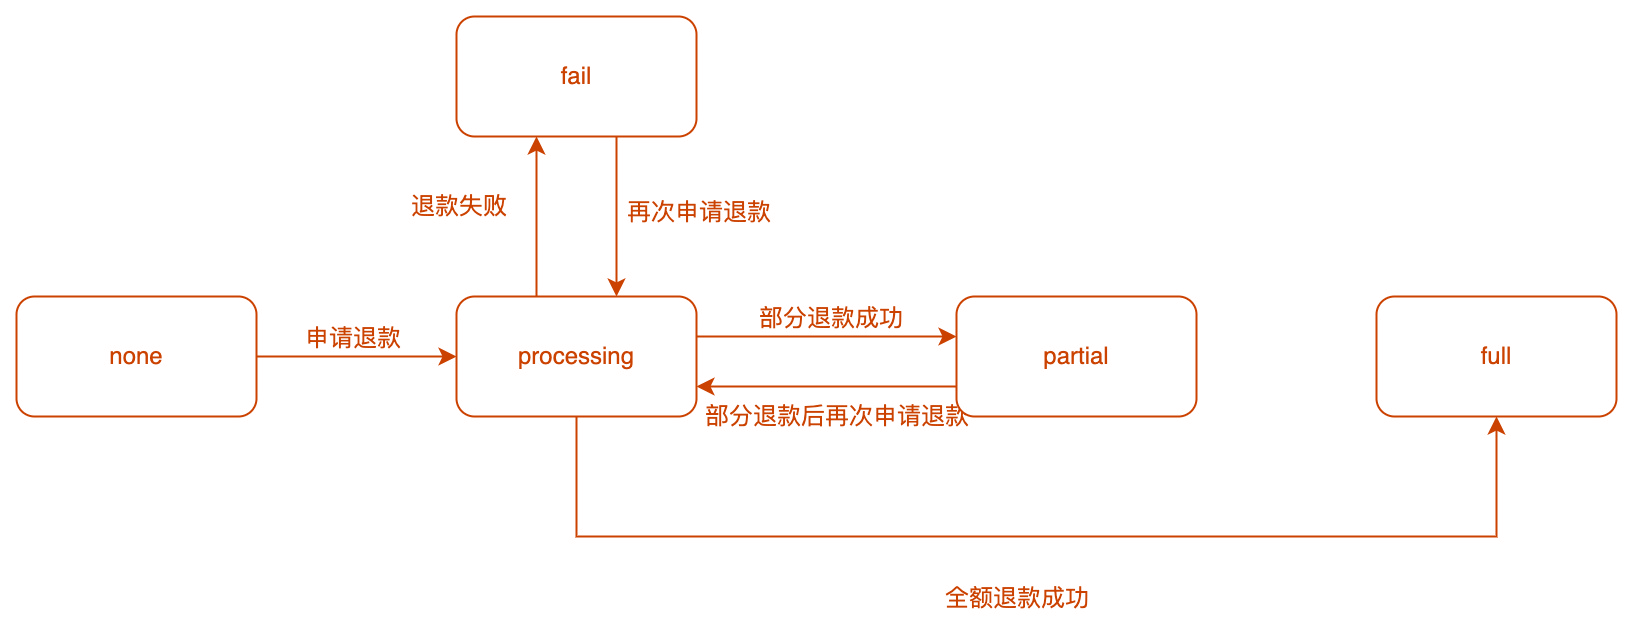 fail
退款失败
再次申请退款
none
申请退款
processing
部分退款成功
部分退款后再次申请退款
partial
full
全额退款成功